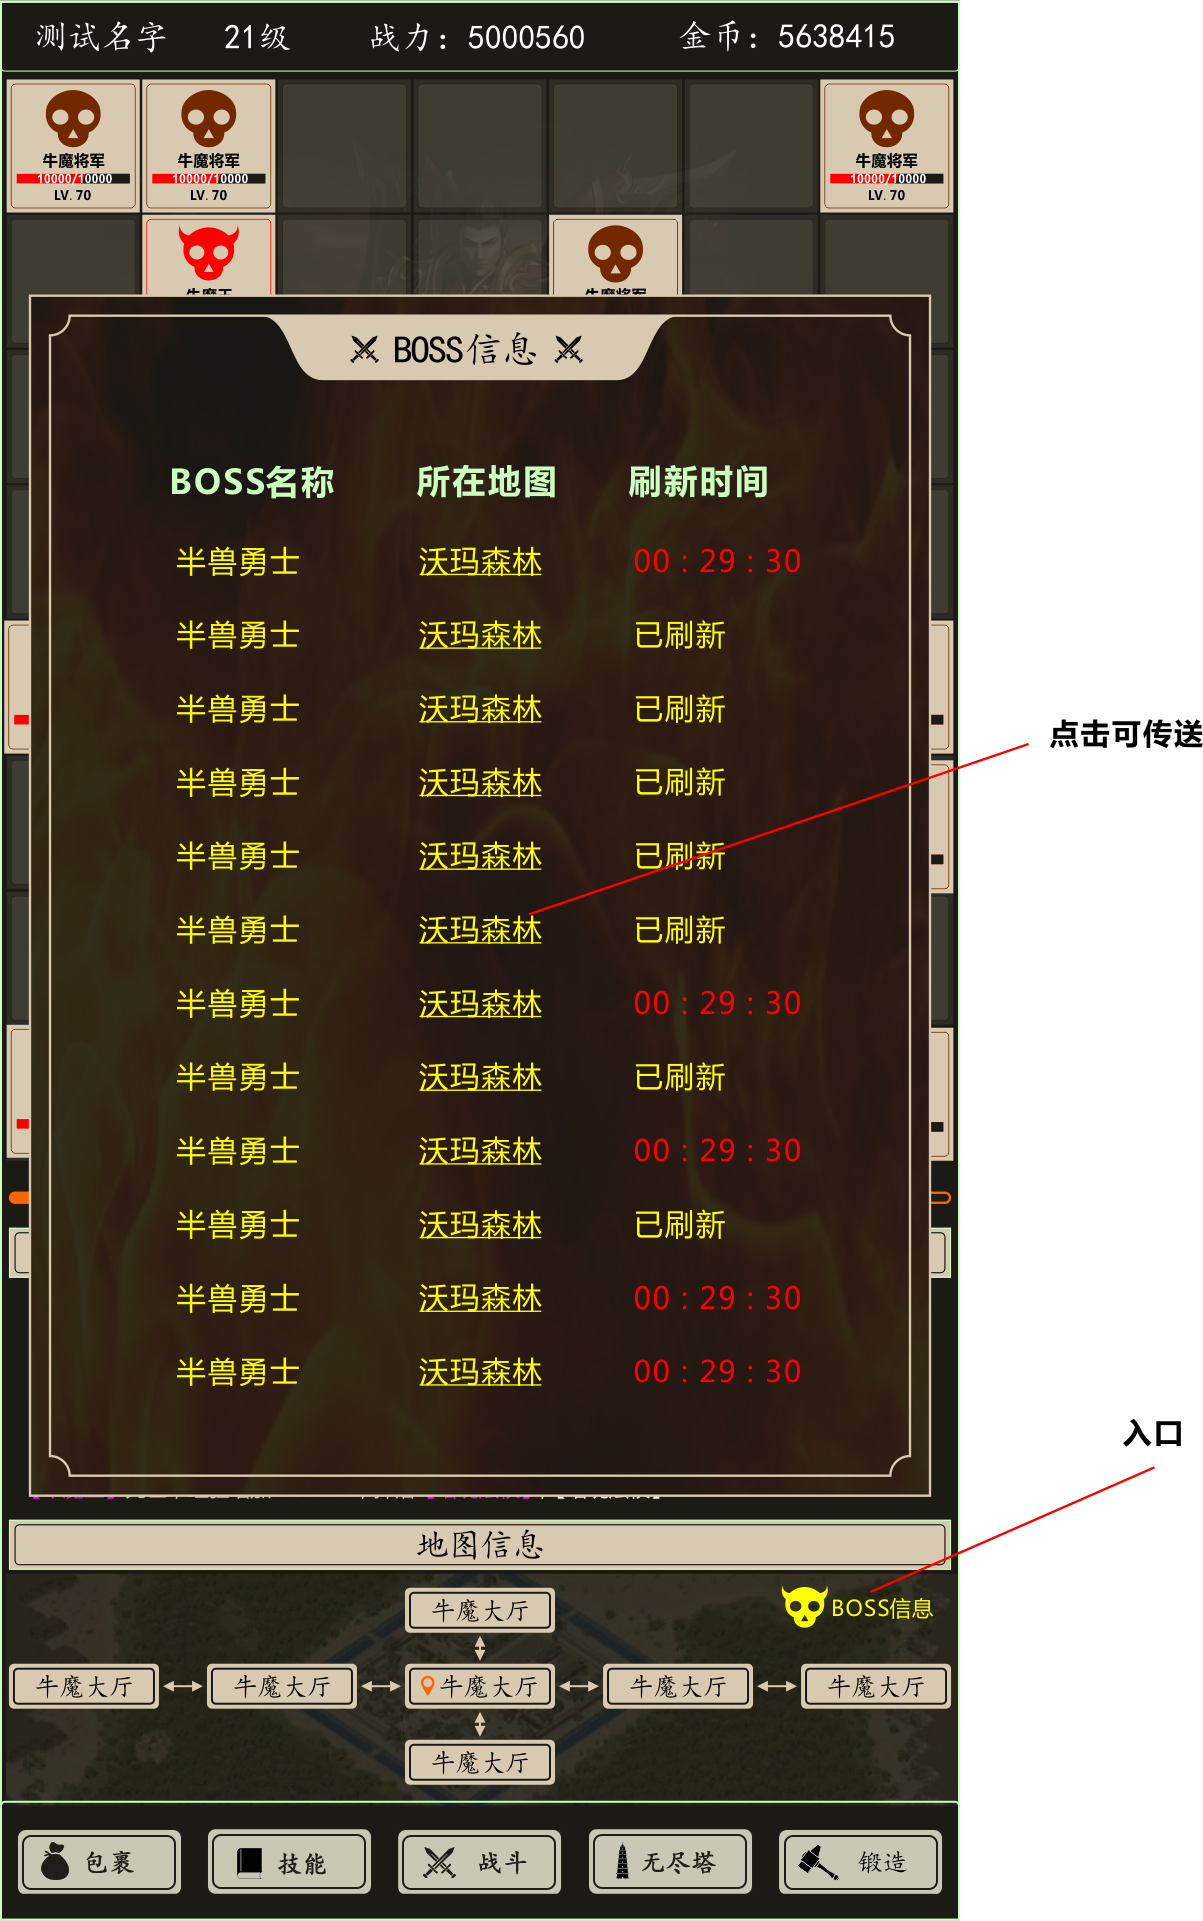 测试名字 21级 战力：5000560 金币：5638415
牛魔将军 牛魔将军 牛魔将军
10000/10000 10000/10000 10000/10000
LV. 70 LV. 70 LV. 70
牛魔王 牛魔将军
BOSS信息
BOSS名称 所在地图 刷新时间
半兽勇士 沃玛森林 00 : 29 : 30
半兽勇士 沃玛森林 已刷新
半兽勇士 沃玛森林 已刷新
点击可传送
半兽勇士 沃玛森林 已刷新
半兽勇士 沃玛森林 已刷新
半兽勇士 沃玛森林 已刷新
半兽勇士 沃玛森林 00 : 29 : 30
半兽勇士 沃玛森林 已刷新
半兽勇士 沃玛森林 00 : 29 : 30
半兽勇士 沃玛森林 已刷新
半兽勇士 沃玛森林 00 : 29 : 30
半兽勇士 沃玛森林 00 : 29 : 30
入口
地图信息
牛魔大厅 BOSS信息
牛魔大厅 牛魔大厅 牛魔大厅 牛魔大厅 牛魔大厅
牛魔大厅
包裹 技能 战斗 无尽塔 锻造